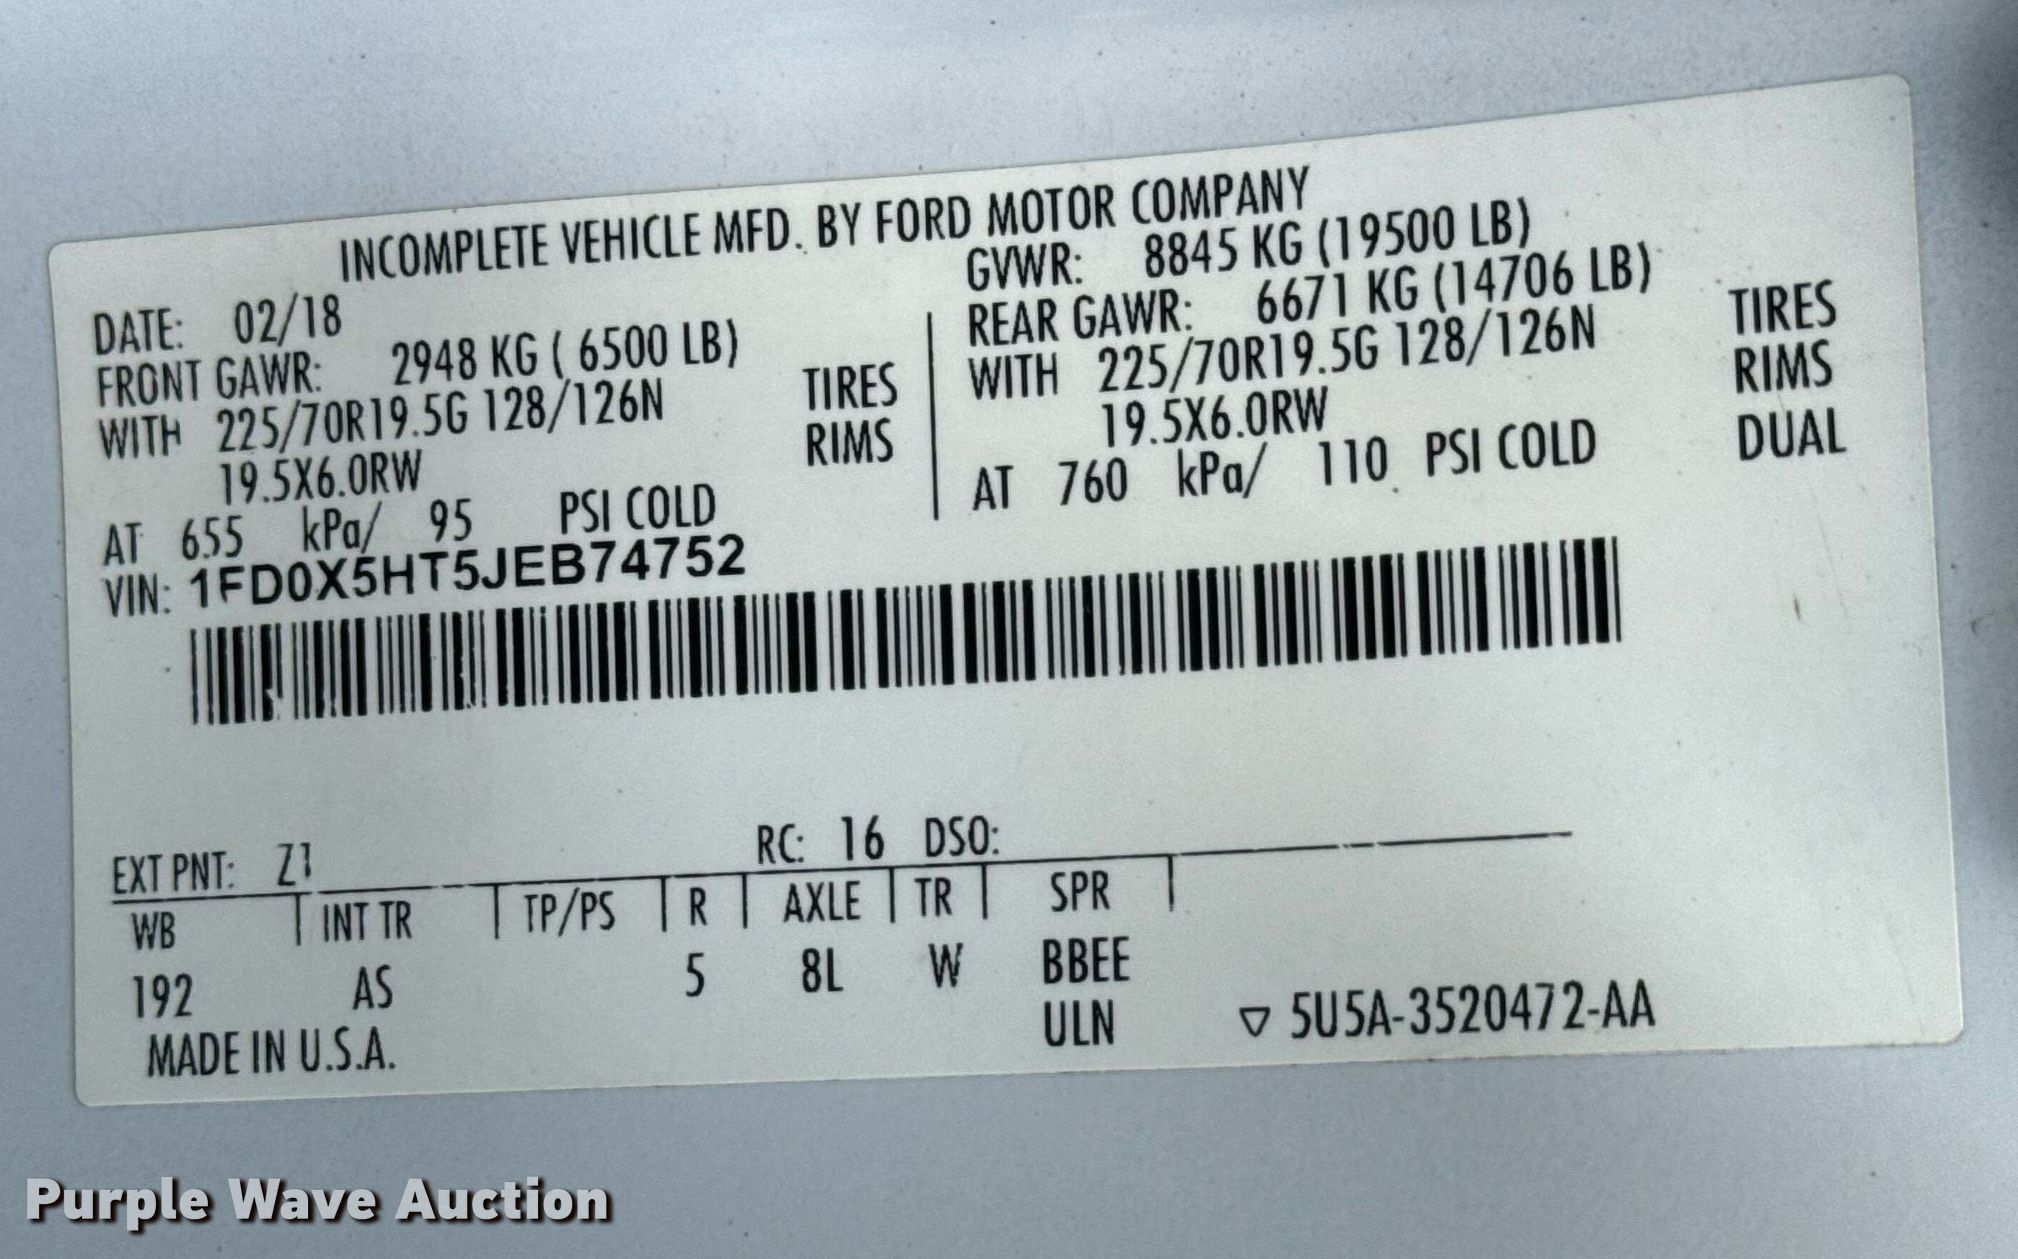 INCOMPLETE VEHICLE MFD. BY FORD MOTOR COMPANY
DATE: 02/18
FRONT GAWR: 2948 KG ( 6500 LB)
WITH 225/70R19.5G 128/126N TIRES
19.5X6.0RW RIMS
AT 655 kPa/ 95 PSI COLD
GVWR: 8845 KG (19500 LB)
REAR GAWR: 6671 KG (14706 LB)
WITH 225/70R19.5G 128/126N TIRES
19.5X6.0RW RIMS
AT 760 kPa/ 110 PSI COLD DUAL
VIN: 1FD0X5HT5JEB74752
EXT PNT: Z1 RC: 16 DSO:
WB INT TR TP/PS R AXLE TR SPR
192 AS 5 8L W BBEE
ULN ▽ 5U5A-3520472-AA
MADE IN U.S.A.
Purple Wave Auction